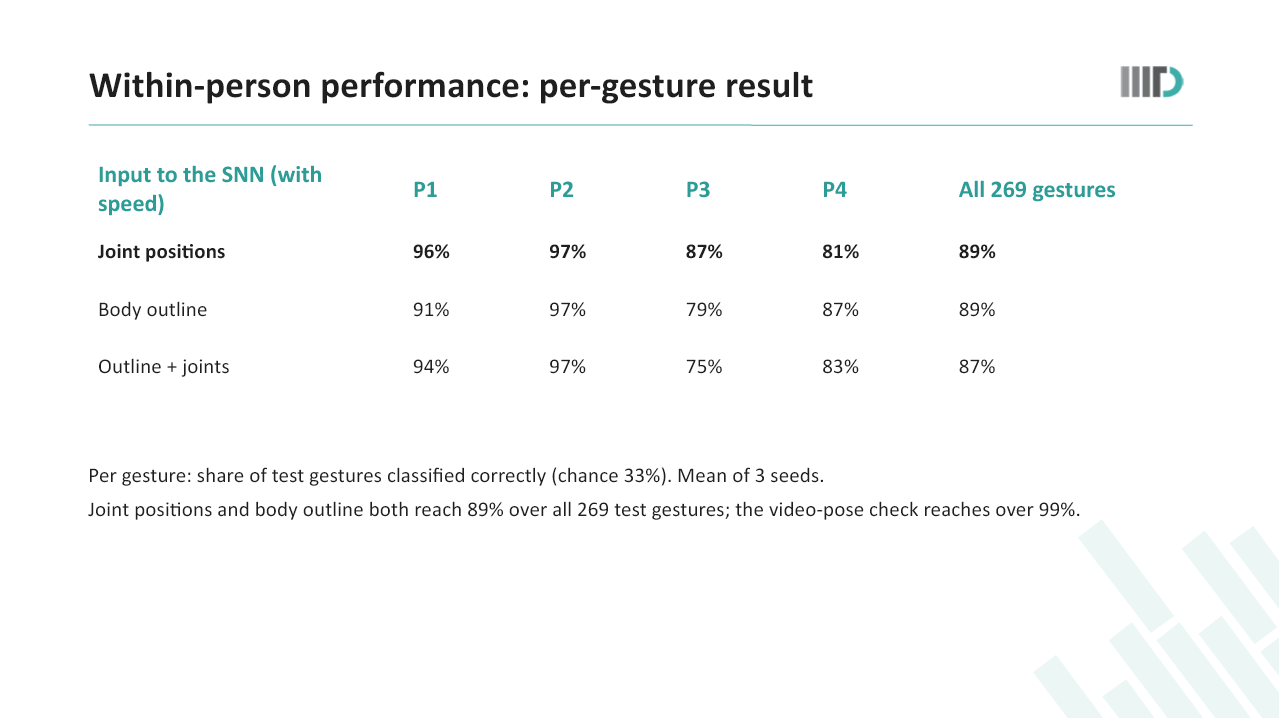 Within-person performance: per-gesture result
IIITD
Input to the SNN (with speed) P1 P2 P3 P4 All 269 gestures
Joint positions 96% 97% 87% 81% 89%
Body outline 91% 97% 79% 87% 89%
Outline + joints 94% 97% 75% 83% 87%
Per gesture: share of test gestures classified correctly (chance 33%). Mean of 3 seeds.
Joint positions and body outline both reach 89% over all 269 test gestures; the video-pose check reaches over 99%.